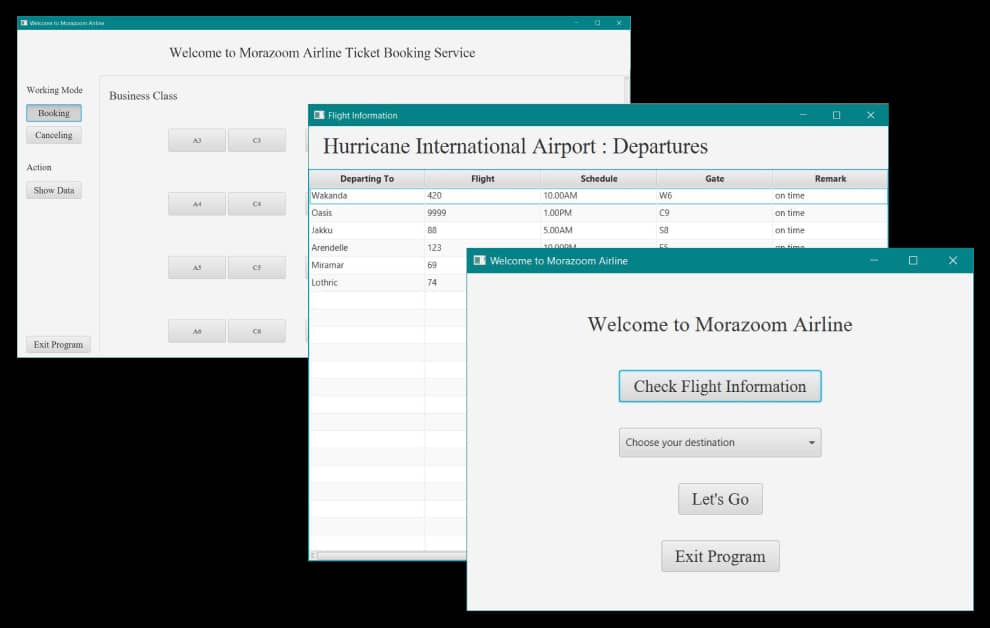 Welcome to Morazoom Airline
Welcome to Morazoom Airline Ticket Booking Service
Working Mode
Booking
Canceling
Action
Show Data
Exit Program
Business Class
A3 C3
A4 C4
A5 C5
A6 C6
Flight Information
Hurricane International Airport : Departures
Departing To Flight Schedule Gate Remark
Wakanda 420 10.00AM W6 on time
Oasis 9999 1.00PM C9 on time
Jakku 88 5.00AM S8 on time
Arendelle 123 10.00PM on time
Miramar 69
Lothric 74
Welcome to Morazoom Airline
Welcome to Morazoom Airline
Check Flight Information
Choose your destination
Let's Go
Exit Program